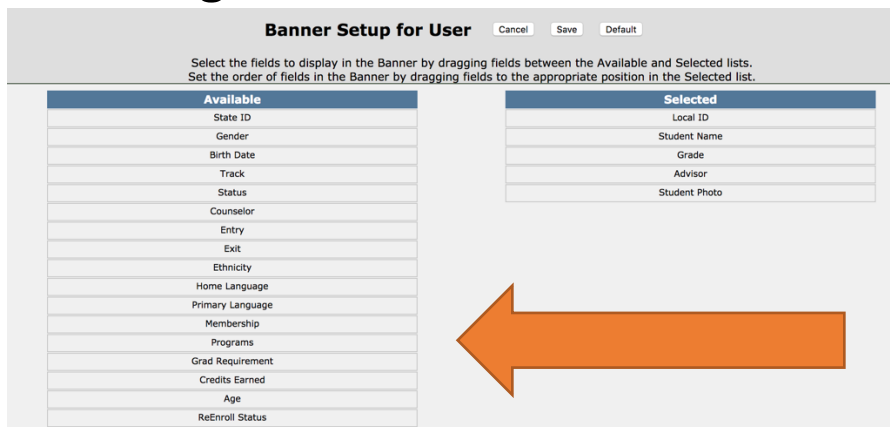 Banner Setup for User Cancel Save Default
Select the fields to display in the Banner by dragging fields between the Available and Selected lists.
Set the order of fields in the Banner by dragging fields to the appropriate position in the Selected list.
Available
State ID
Gender
Birth Date
Track
Status
Counselor
Entry
Exit
Ethnicity
Home Language
Primary Language
Membership
Programs
Grad Requirement
Credits Earned
Age
ReEnroll Status
Selected
Local ID
Student Name
Grade
Advisor
Student Photo